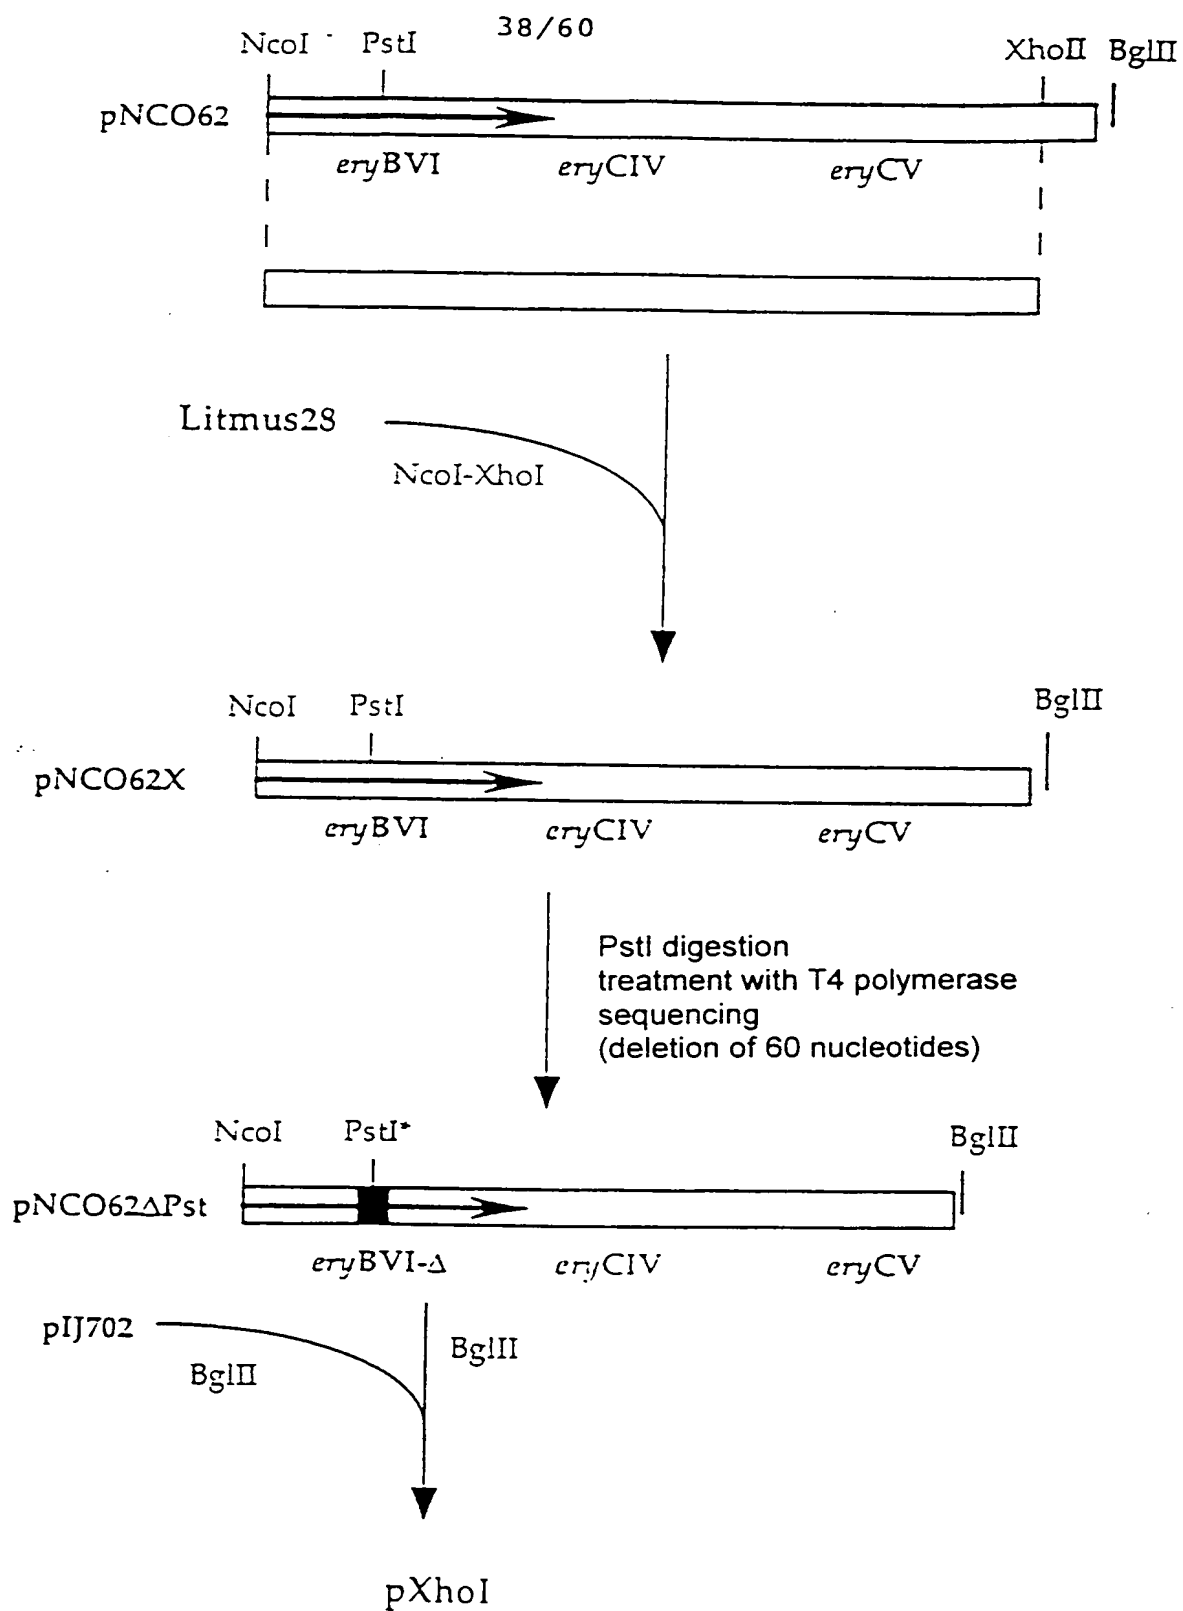 38/60
NcoI PstI XhoII BglII
pNCO62
eryBVI eryCIV eryCV
Litmus28
NcoI-XhoI
NcoI PstI BglII
pNCO62X
eryBVI eryCIV eryCV
PstI digestion
treatment with T4 polymerase
sequencing
(deletion of 60 nucleotides)
NcoI PstI* BglII
pNCO62ΔPst
eryBVI-Δ eryCIV eryCV
pIJ702
BglII
BglII
pXhoI